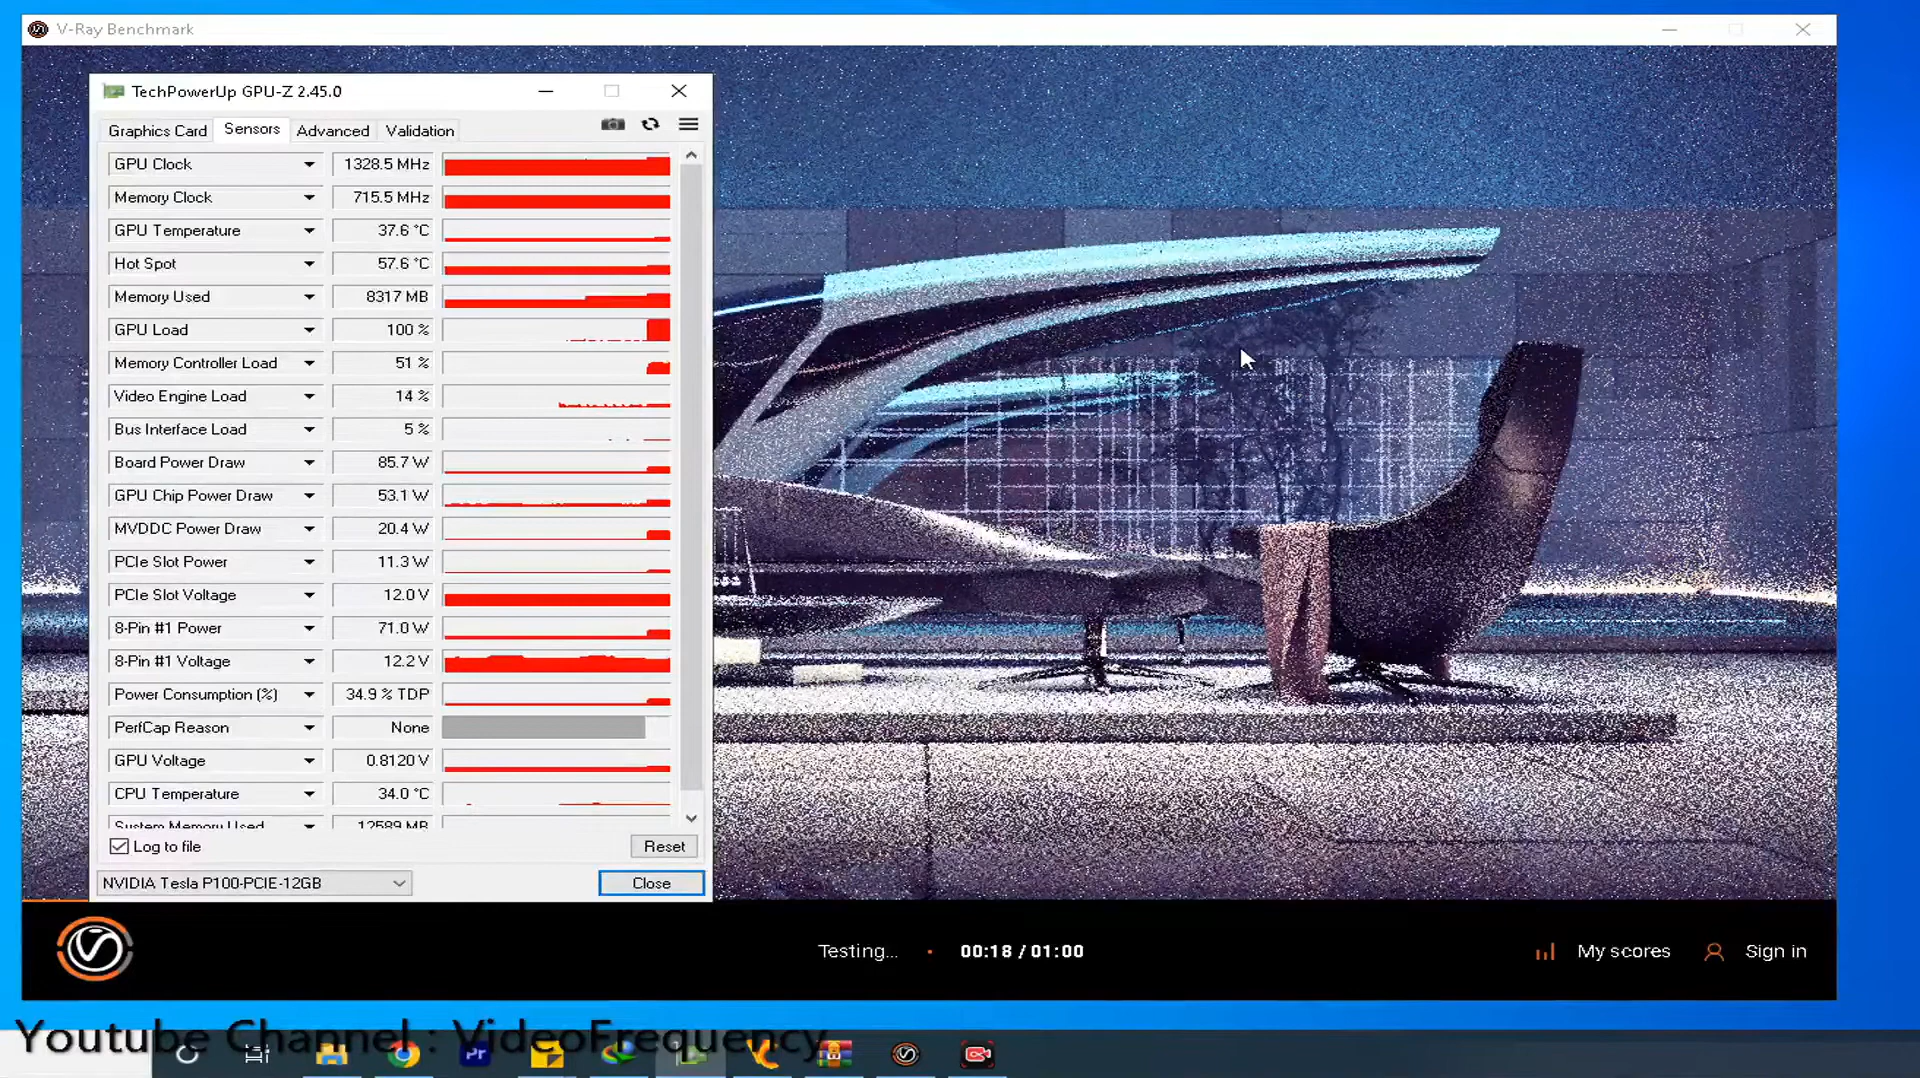 V-Ray Benchmark
TechPowerUp GPU-Z 2.45.0
Graphics Card Sensors Advanced Validation
GPU Clock 1328.5 MHz
Memory Clock 715.5 MHz
GPU Temperature 37.6 °C
Hot Spot 57.6 °C
Memory Used 8317 MB
GPU Load 100 %
Memory Controller Load 51 %
Video Engine Load 14 %
Bus Interface Load 5 %
Board Power Draw 85.7 W
GPU Chip Power Draw 53.1 W
MVDDC Power Draw 20.4 W
PCIe Slot Power 11.3 W
PCIe Slot Voltage 12.0 V
8-Pin #1 Power 71.0 W
8-Pin #1 Voltage 12.2 V
Power Consumption (%) 34.9 % TDP
PerfCap Reason None
GPU Voltage 0.8120 V
CPU Temperature 34.0 °C
System Memory Used 12589 MB
Log to file Reset
NVIDIA Tesla P100-PCIE-12GB Close
Testing... • 00:18 / 01:00 My scores Sign in
Youtube Channel : VideoFrequency
Pr